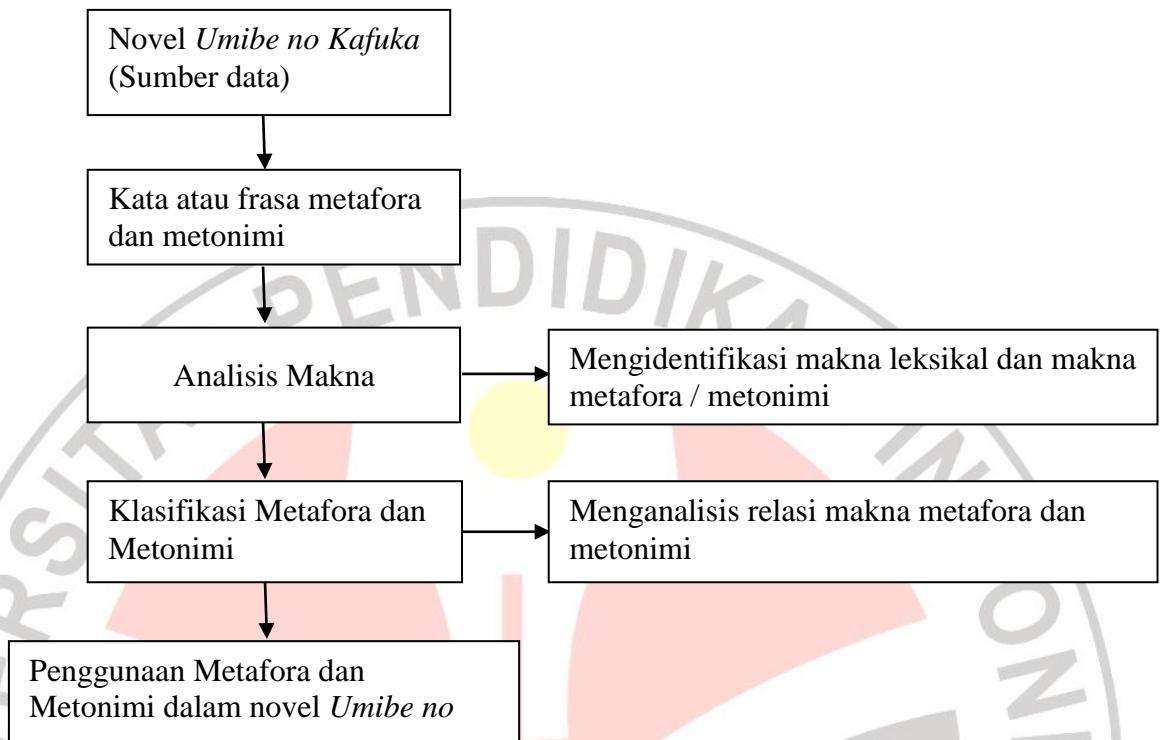 Novel Umibe no Kafuka
(Sumber data)
Kata atau frasa metafora
dan metonimi
Analisis Makna
Mengidentifikasi makna leksikal dan makna
metafora / metonimi
Klasifikasi Metafora dan
Metonimi
Menganalisis relasi makna metafora dan
metonimi
Penggunaan Metafora dan
Metonimi dalam novel Umibe no
PENDIDIKA